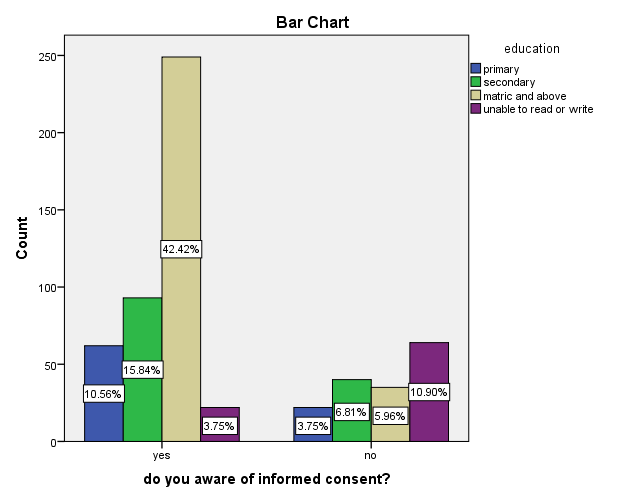 Bar Chart
education
primary
secondary
matric and above
unable to read or write
Count
250
200
150
100
50
0
42.42%
15.84%
10.56%
3.75%
3.75%
6.81%
5.96%
10.90%
yes
no
do you aware of informed consent?